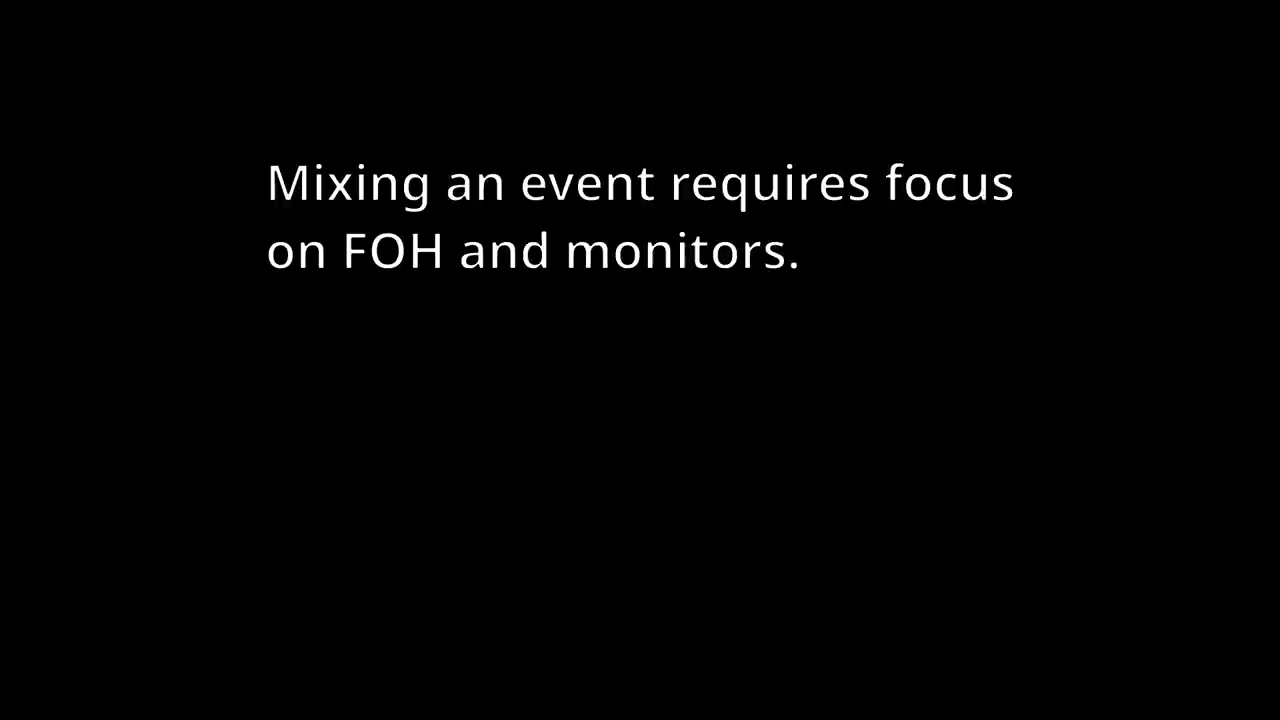 Mixing an event requires focus
on FOH and monitors.